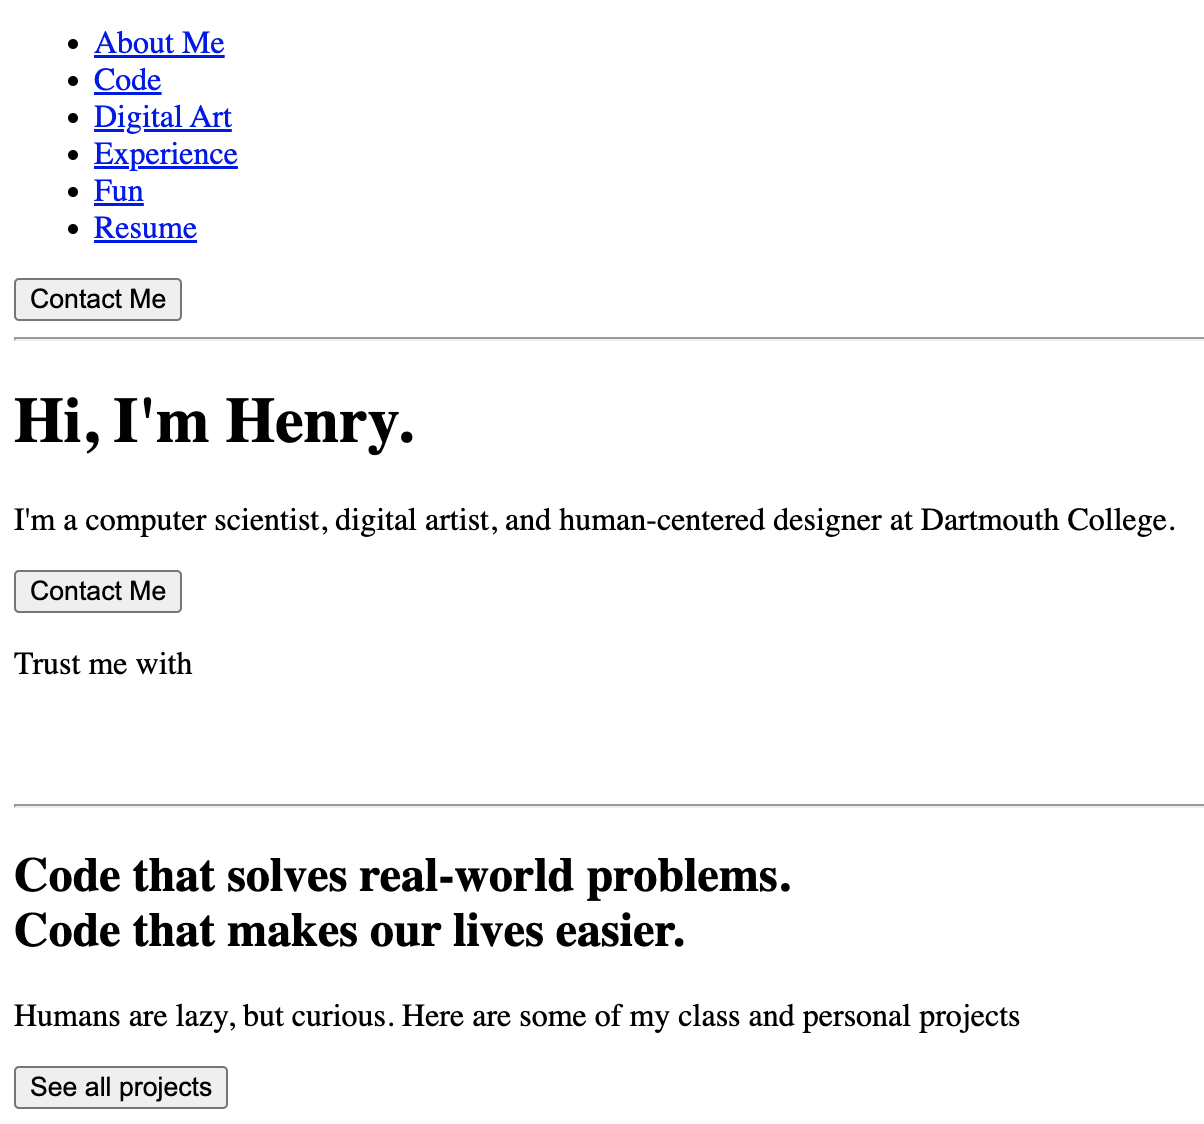 About Me
Code
Digital Art
Experience
Fun
Resume
Contact Me
Hi, I'm Henry.
I'm a computer scientist, digital artist, and human-centered designer at Dartmouth College.
Contact Me
Trust me with
Code that solves real-world problems.
Code that makes our lives easier.
Humans are lazy, but curious. Here are some of my class and personal projects
See all projects